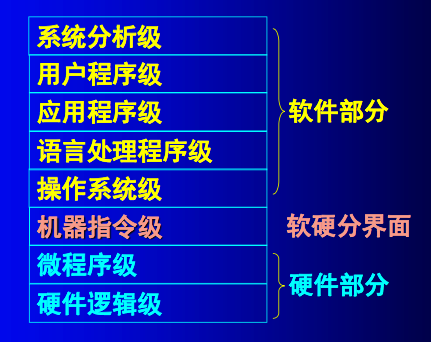 系统分析级
用户程序级
应用程序级
语言处理程序级
操作系统级
机器指令级
微程序级
硬件逻辑级
软件部分
软硬分界面
硬件部分